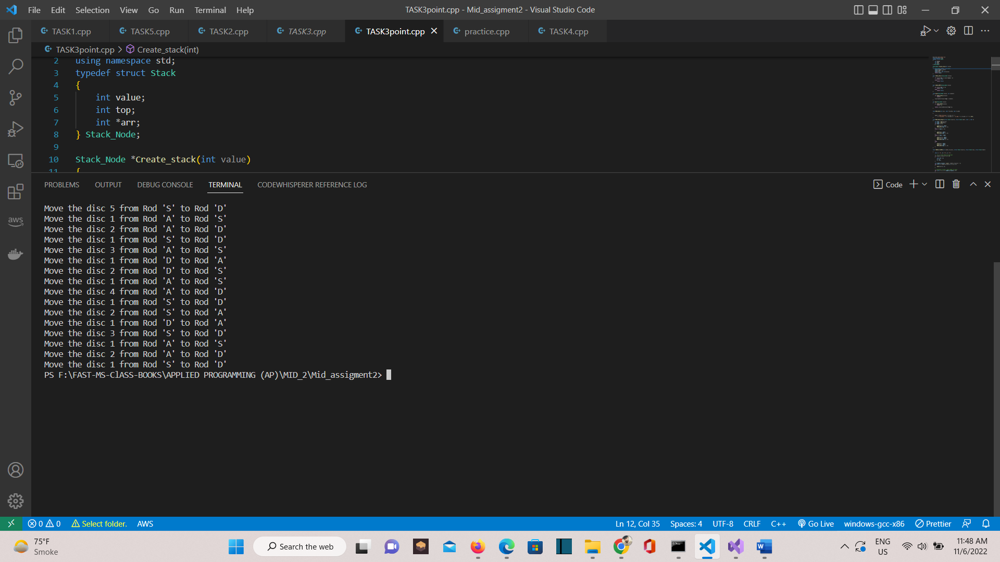 File Edit Selection View Go Run Terminal Help
TASK3point.cpp - Mid_assigment2 - Visual Studio Code
TASK1.cpp TASK5.cpp TASK2.cpp TASK3.cpp TASK3point.cpp practice.cpp TASK4.cpp
TASK3point.cpp > Create_stack(int)
2 using namespace std;
3 typedef struct Stack
4 {
5 int value;
6 int top;
7 int *arr;
8 } Stack_Node;
9
10 Stack_Node *Create_stack(int value)
11 {
PROBLEMS OUTPUT DEBUG CONSOLE TERMINAL CODEWHISPERER REFERENCE LOG
Code
Move the disc 5 from Rod 'S' to Rod 'D'
Move the disc 1 from Rod 'A' to Rod 'S'
Move the disc 2 from Rod 'A' to Rod 'D'
Move the disc 1 from Rod 'S' to Rod 'D'
Move the disc 3 from Rod 'A' to Rod 'S'
Move the disc 1 from Rod 'D' to Rod 'A'
Move the disc 2 from Rod 'D' to Rod 'S'
Move the disc 1 from Rod 'A' to Rod 'S'
Move the disc 4 from Rod 'A' to Rod 'D'
Move the disc 1 from Rod 'S' to Rod 'D'
Move the disc 2 from Rod 'S' to Rod 'A'
Move the disc 1 from Rod 'D' to Rod 'A'
Move the disc 3 from Rod 'S' to Rod 'D'
Move the disc 1 from Rod 'A' to Rod 'S'
Move the disc 2 from Rod 'A' to Rod 'D'
Move the disc 1 from Rod 'S' to Rod 'D'
PS F:\FAST-MS-ClASS-BOOKS\APPLIED PROGRAMMING (AP)\MID_2\Mid_assigment2>
aws
0 0 Select folder. AWS
Ln 12, Col 35 Spaces: 4 UTF-8 CRLF C++ Go Live windows-gcc-x86 Prettier
75°F
Smoke
Search the web
ENG
US
11:48 AM
11/6/2022